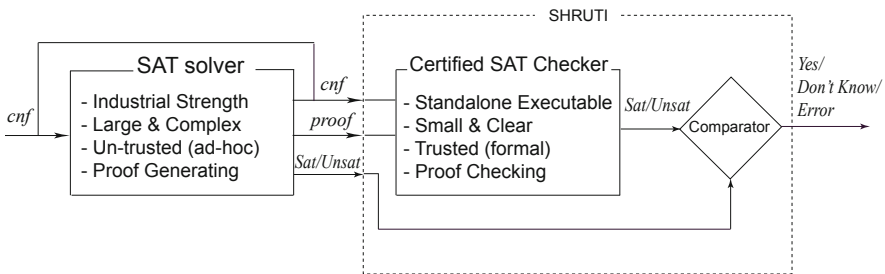 SHRUTI
SAT solver
Certified SAT Checker
cnf
cnf
- Industrial Strength
- Large & Complex
- Un-trusted (ad-hoc)
- Proof Generating
cnf
proof
Sat/Unsat
- Standalone Executable
- Small & Clear
- Trusted (formal)
- Proof Checking
Sat/Unsat
Comparator
Yes/
Don't Know/
Error